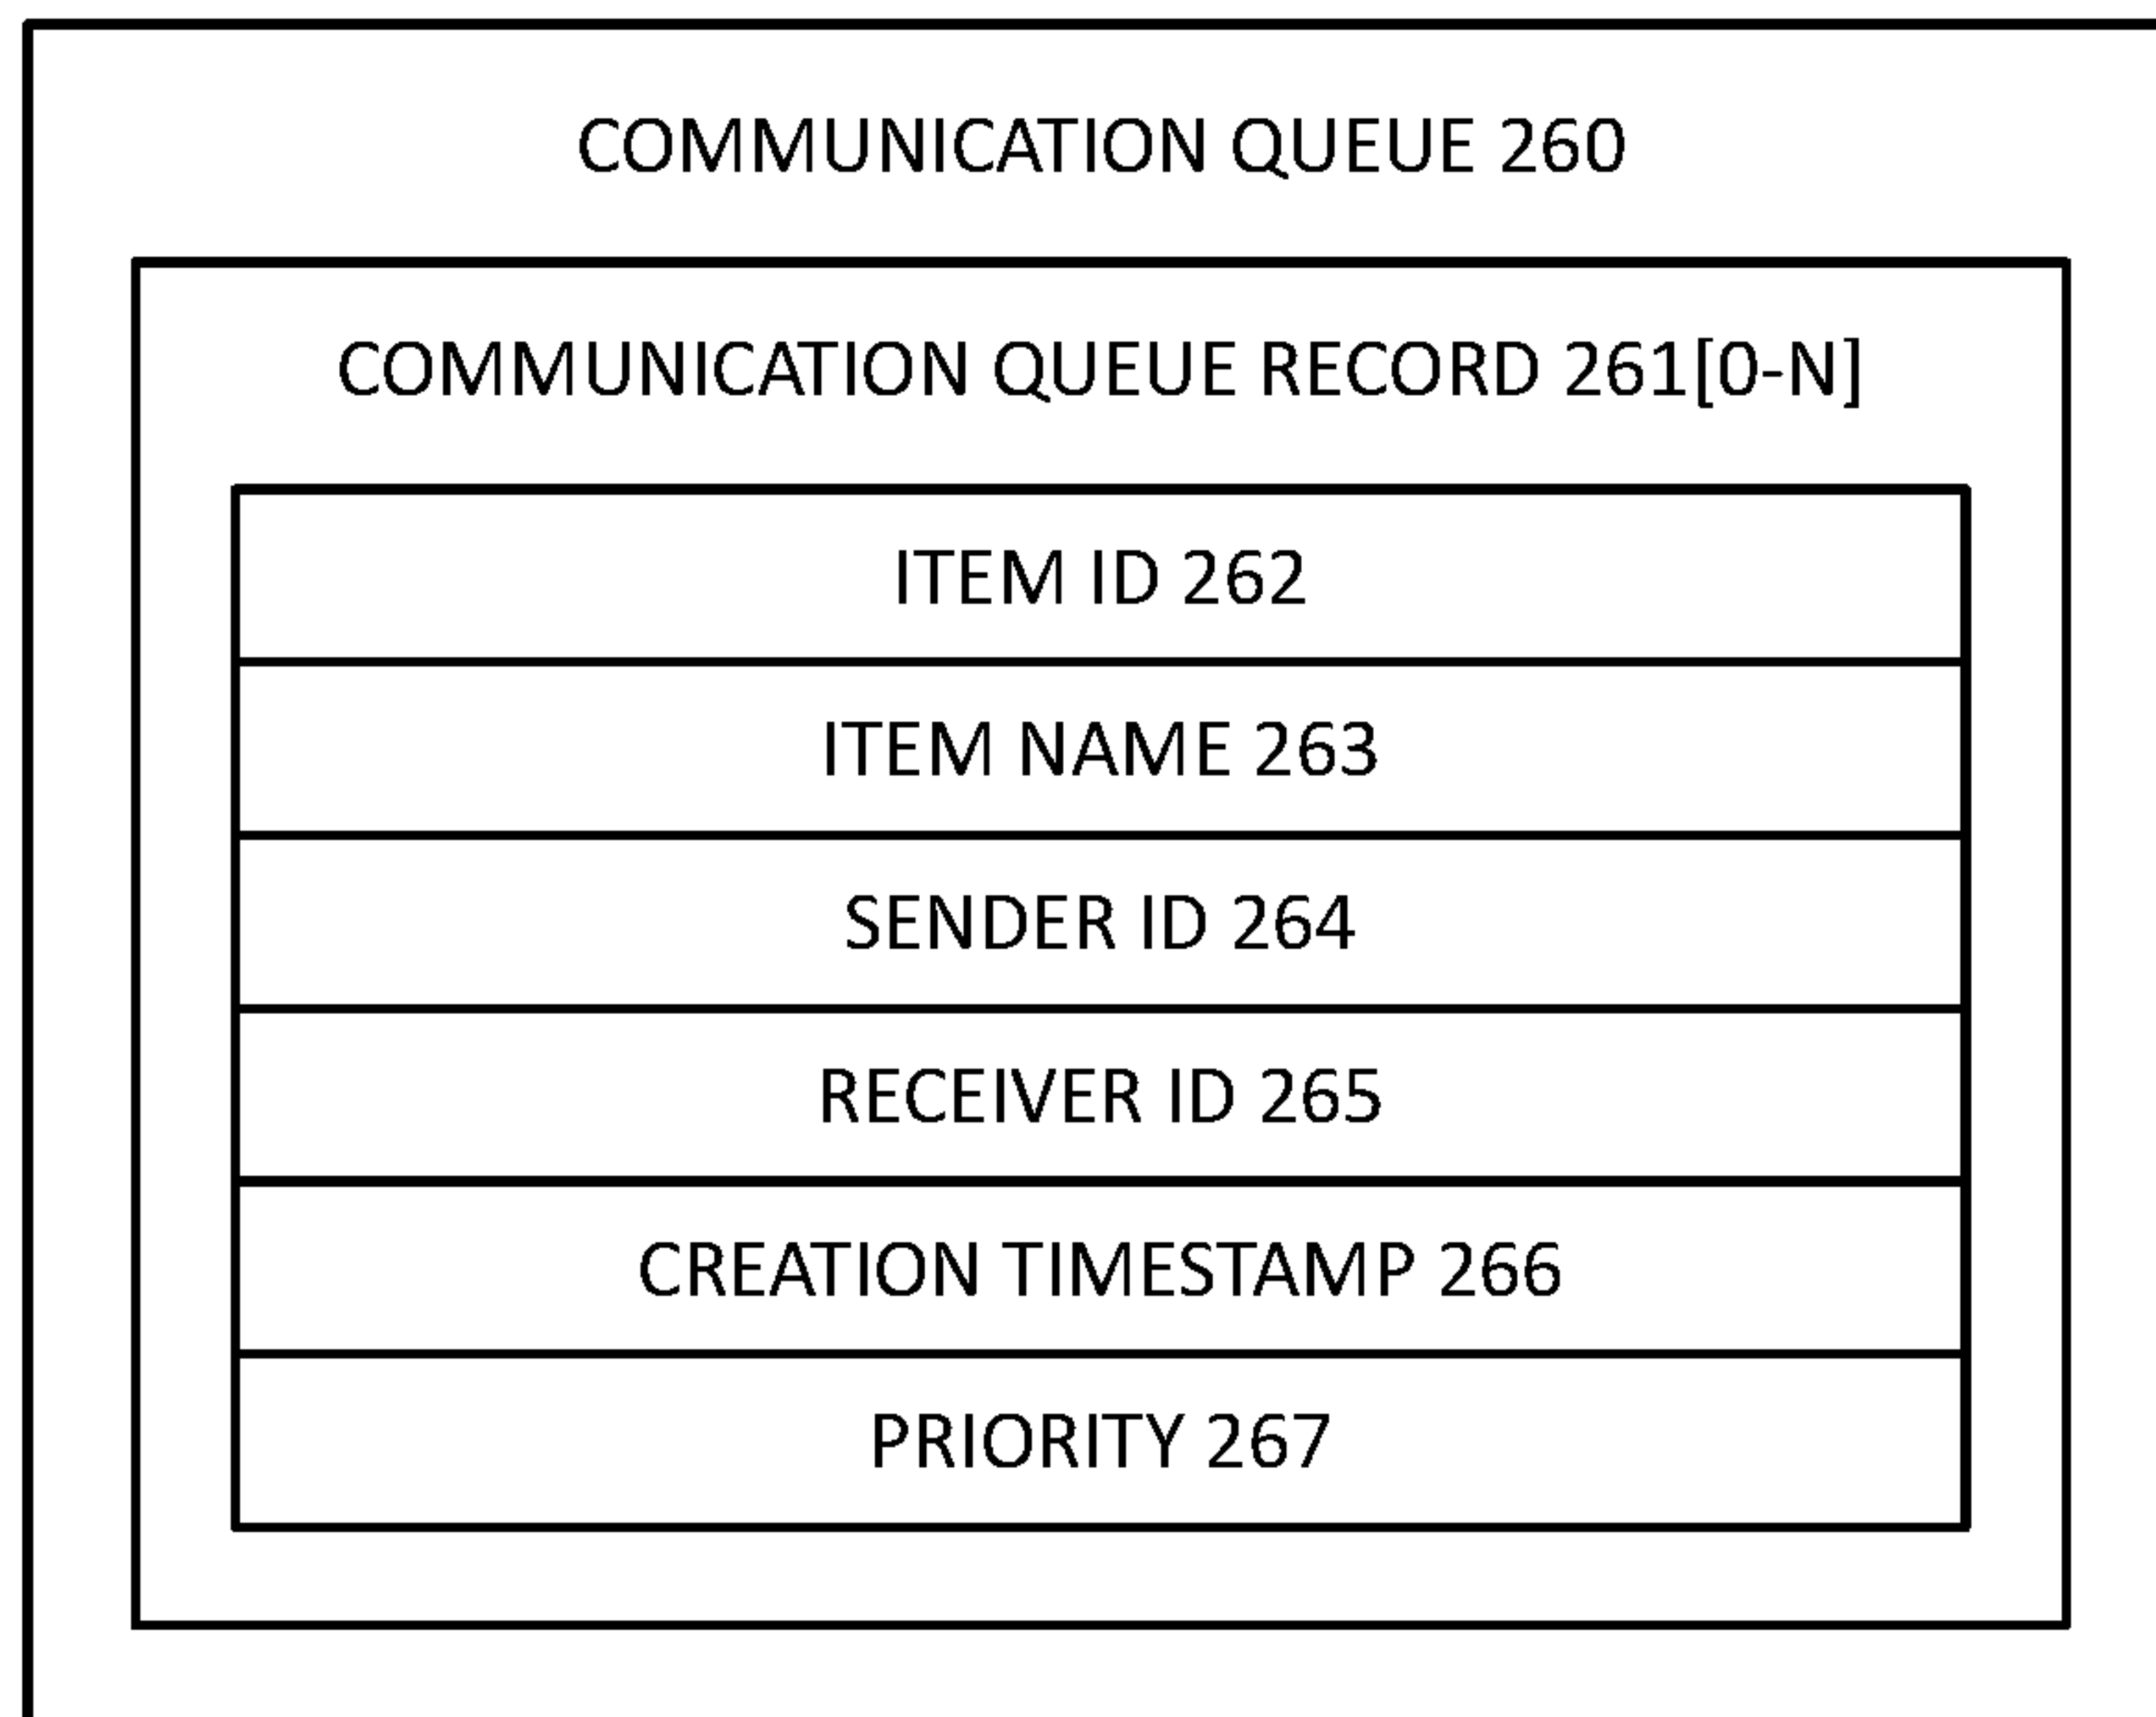 COMMUNICATION QUEUE 260
COMMUNICATION QUEUE RECORD 261[0-N]
ITEM ID 262
ITEM NAME 263
SENDER ID 264
RECEIVER ID 265
CREATION TIMESTAMP 266
PRIORITY 267